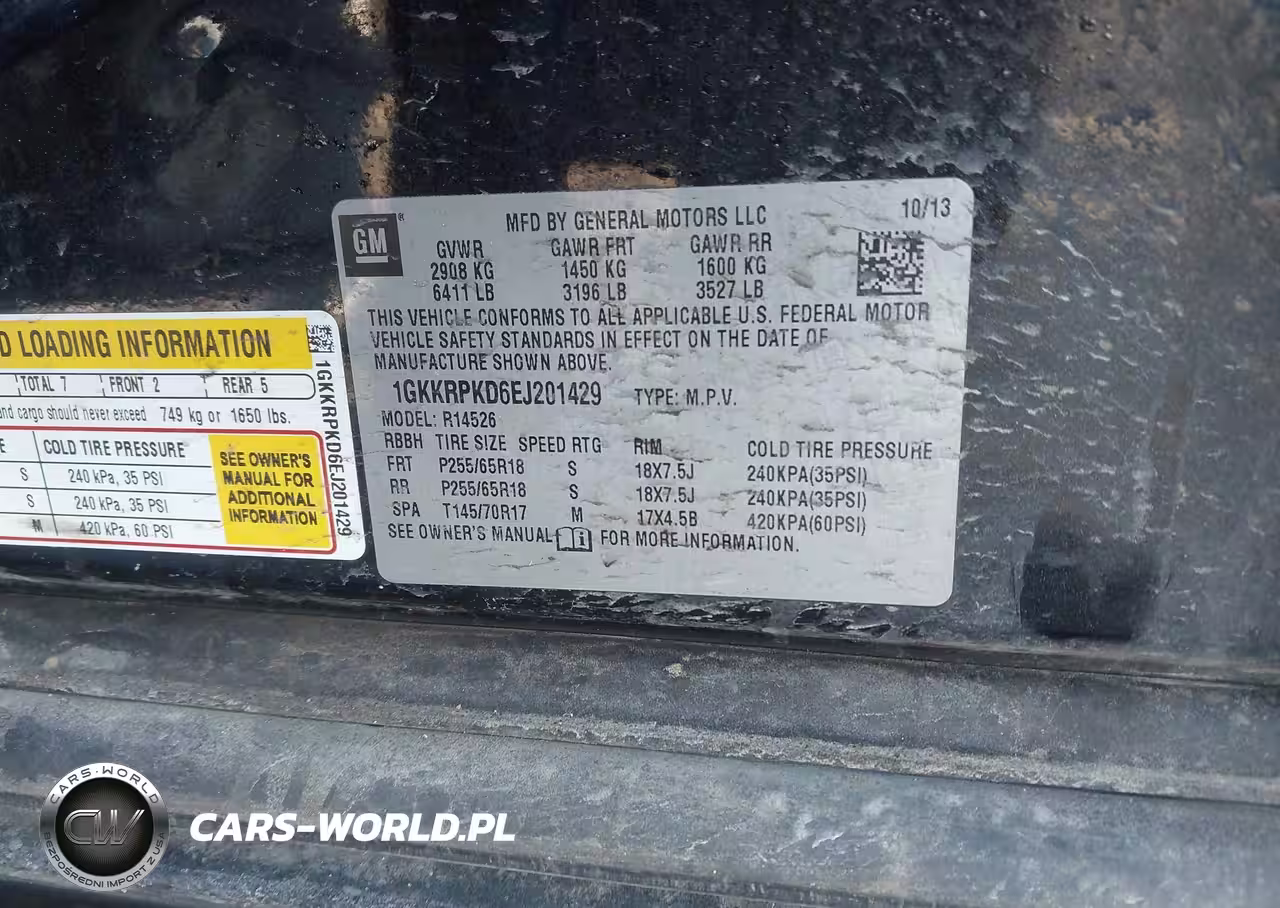 GM ®
MFD BY GENERAL MOTORS LLC 10/13
GVWR GAWR FRT GAWR RR
2908 KG 1450 KG 1600 KG
6411 LB 3196 LB 3527 LB
THIS VEHICLE CONFORMS TO ALL APPLICABLE U.S. FEDERAL MOTOR
VEHICLE SAFETY STANDARDS IN EFFECT ON THE DATE OF
MANUFACTURE SHOWN ABOVE.
1GKKRPKD6EJ201429 TYPE: M.P.V.
MODEL: R14526
RBBH TIRE SIZE SPEED RTG RIM COLD TIRE PRESSURE
FRT P255/65R18 S 18X7.5J 240KPA(35PSI)
RR P255/65R18 S 18X7.5J 240KPA(35PSI)
SPA T145/70R17 M 17X4.5B 420KPA(60PSI)
SEE OWNER'S MANUAL FOR MORE INFORMATION.
D LOADING INFORMATION
TOTAL 7 FRONT 2 REAR 5
and cargo should never exceed 749 kg or 1650 lbs.
E COLD TIRE PRESSURE
S 240 kPa, 35 PSI
S 240 kPa, 35 PSI
M 420 kPa, 60 PSI
SEE OWNER'S
MANUAL FOR
ADDITIONAL
INFORMATION
1GKKRPKD6EJ201429
CARS-WORLD
CW
BEZPOŚREDNI IMPORT Z USA
CARS-WORLD.PL